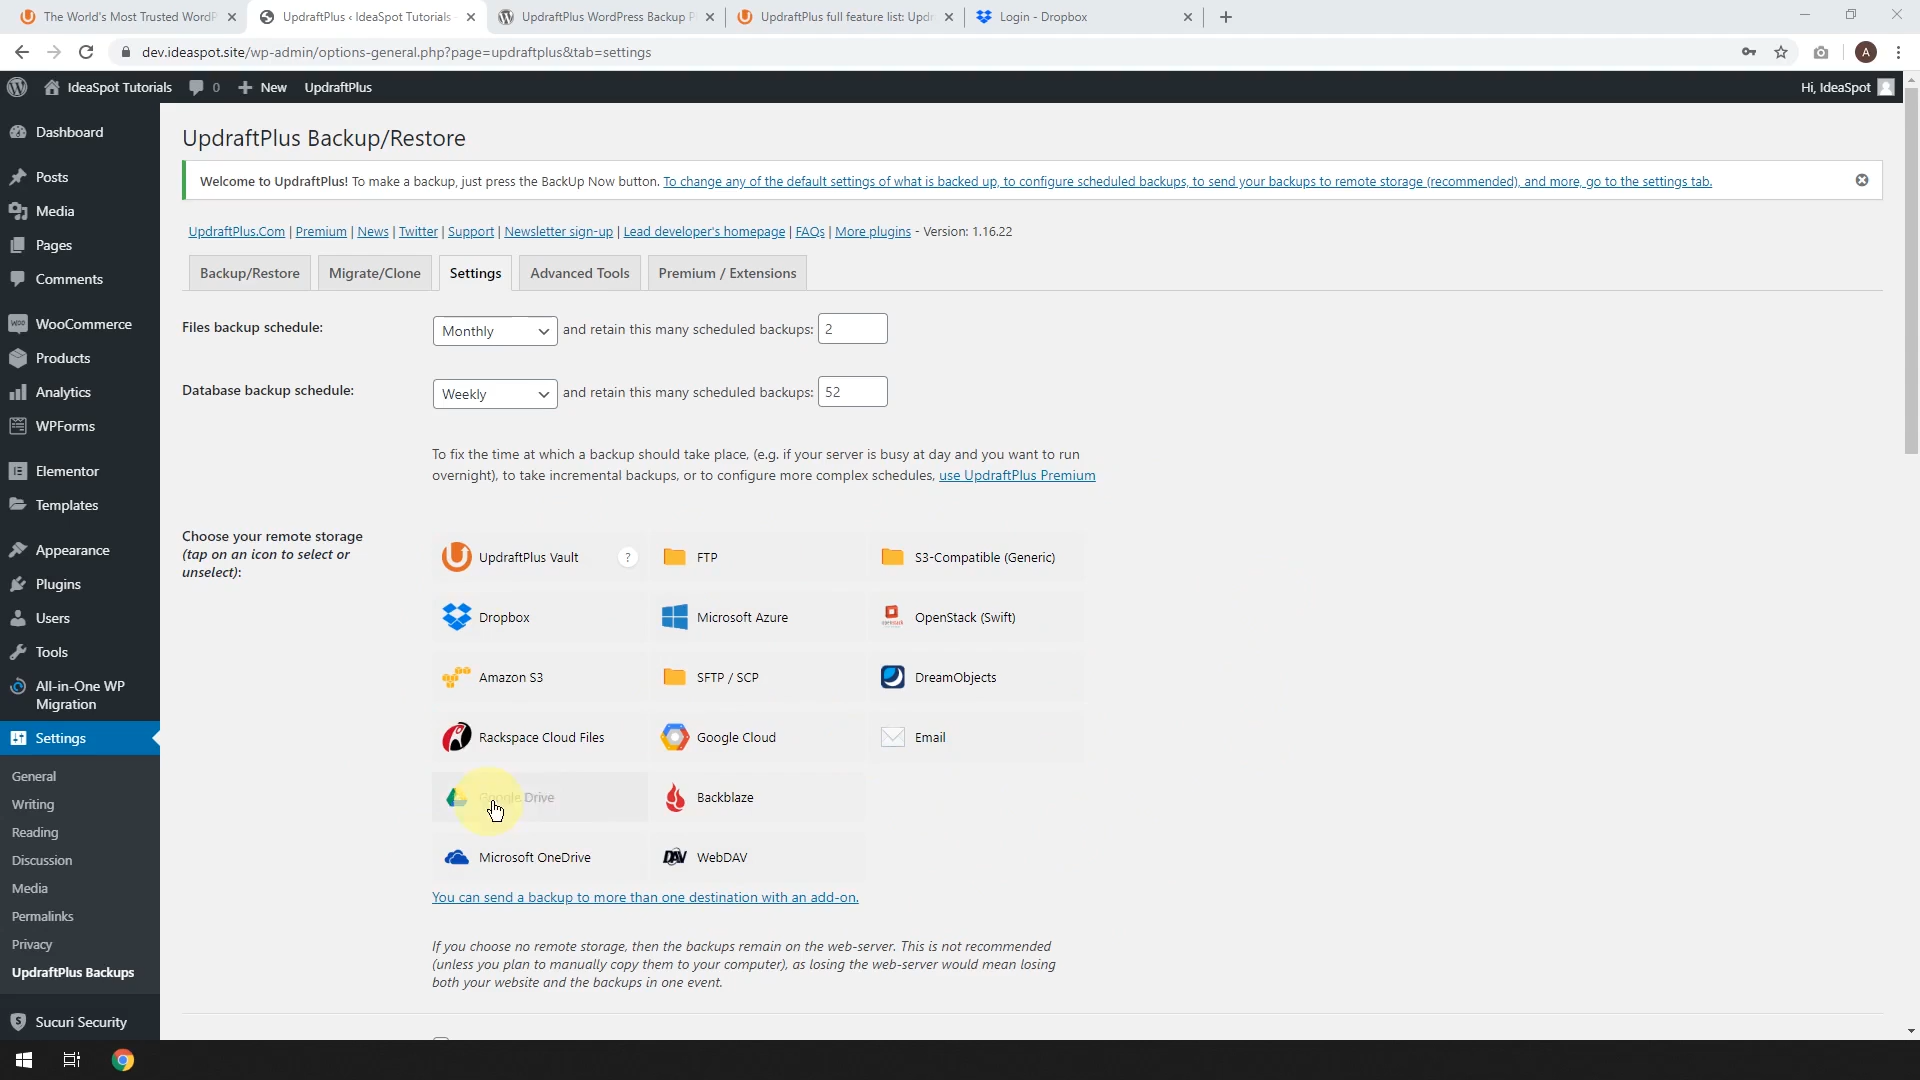 The World's Most Trusted WordP
UpdraftPlus ‹ IdeaSpot Tutorials
UpdraftPlus WordPress Backup P
UpdraftPlus full feature list: Updr
Login - Dropbox
dev.ideaspot.site/wp-admin/options-general.php?page=updraftplus&tab=settings
A
IdeaSpot Tutorials
0
New
UpdraftPlus
Hi, IdeaSpot
Dashboard
Posts
Media
Pages
Comments
WooCommerce
Products
Analytics
WPForms
Elementor
Templates
Appearance
Plugins
Users
Tools
All-in-One WP
Migration
Settings
General
Writing
Reading
Discussion
Media
Permalinks
Privacy
UpdraftPlus Backups
Sucuri Security
UpdraftPlus Backup/Restore
Welcome to UpdraftPlus! To make a backup, just press the BackUp Now button. To change any of the default settings of what is backed up, to configure scheduled backups, to send your backups to remote storage (recommended), and more, go to the settings tab.
UpdraftPlus.Com | Premium | News | Twitter | Support | Newsletter sign-up | Lead developer's homepage | FAQs | More plugins - Version: 1.16.22
Backup/Restore
Migrate/Clone
Settings
Advanced Tools
Premium / Extensions
Files backup schedule:
Monthly and retain this many scheduled backups: 2
Database backup schedule:
Weekly and retain this many scheduled backups: 52
To fix the time at which a backup should take place, (e.g. if your server is busy at day and you want to run
overnight), to take incremental backups, or to configure more complex schedules, use UpdraftPlus Premium
Choose your remote storage
(tap on an icon to select or
unselect):
UpdraftPlus Vault ? FTP S3-Compatible (Generic)
Dropbox Microsoft Azure OpenStack (Swift)
Amazon S3 SFTP / SCP DreamObjects
Rackspace Cloud Files Google Cloud Email
Google Drive Backblaze
Microsoft OneDrive WebDAV
You can send a backup to more than one destination with an add-on.
If you choose no remote storage, then the backups remain on the web-server. This is not recommended
(unless you plan to manually copy them to your computer), as losing the web-server would mean losing
both your website and the backups in one event.